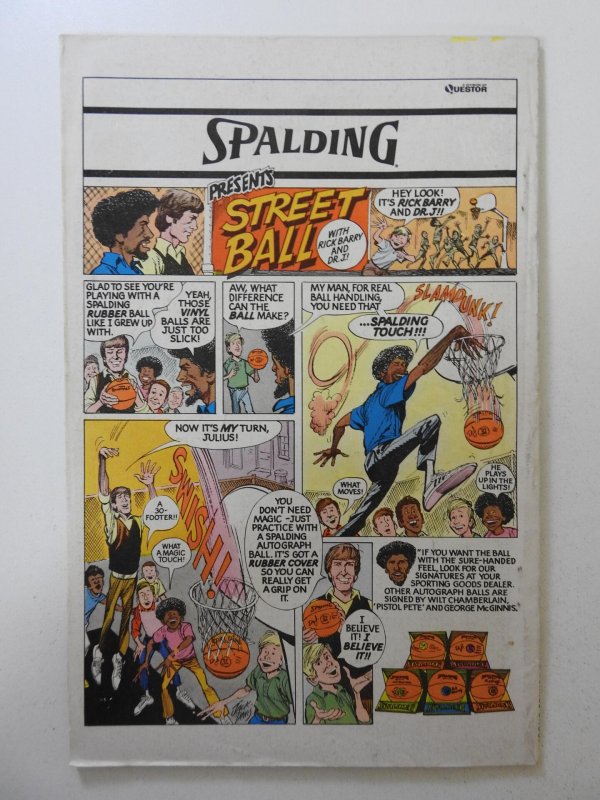 A DIVISION OF
QUESTOR
SPALDING
PRESENTS
STREET
BALL
WITH
RICK BARRY
AND
DR.J!
HEY LOOK!
IT'S RICK BARRY
AND DR.J!!
GLAD TO SEE YOU'RE
PLAYING WITH A
SPALDING
RUBBER BALL
LIKE I GREW UP
WITH.
YEAH,
THOSE
VINYL
BALLS ARE
JUST TOO
SLICK!
AW, WHAT
DIFFERENCE
CAN THE
BALL MAKE?
MY MAN, FOR REAL
BALL HANDLING,
YOU NEED THAT
...SPALDING
TOUCH!!!
SLAM DUNK!
WHAT
MOVES!
HE
PLAYS
UP IN THE
LIGHTS!
NOW IT'S MY TURN,
JULIUS!
SWISH!
A
30-
FOOTER!!
WHAT
A MAGIC
TOUCH!
YOU
DON'T NEED
MAGIC -JUST
PRACTICE WITH
A SPALDING
AUTOGRAPH
BALL. IT'S GOT A
RUBBER COVER
SO YOU CAN
REALLY GET
A GRIP ON
IT.
SPALDING
I
BELIEVE
IT! I
BELIEVE
IT!!
"IF YOU WANT THE BALL
WITH THE SURE-HANDED
FEEL, LOOK FOR OUR
SIGNATURES AT YOUR
SPORTING GOODS DEALER.
OTHER AUTOGRAPH BALLS ARE
SIGNED BY WILT CHAMBERLAIN,
'PISTOL PETE' AND GEORGE McGINNIS.